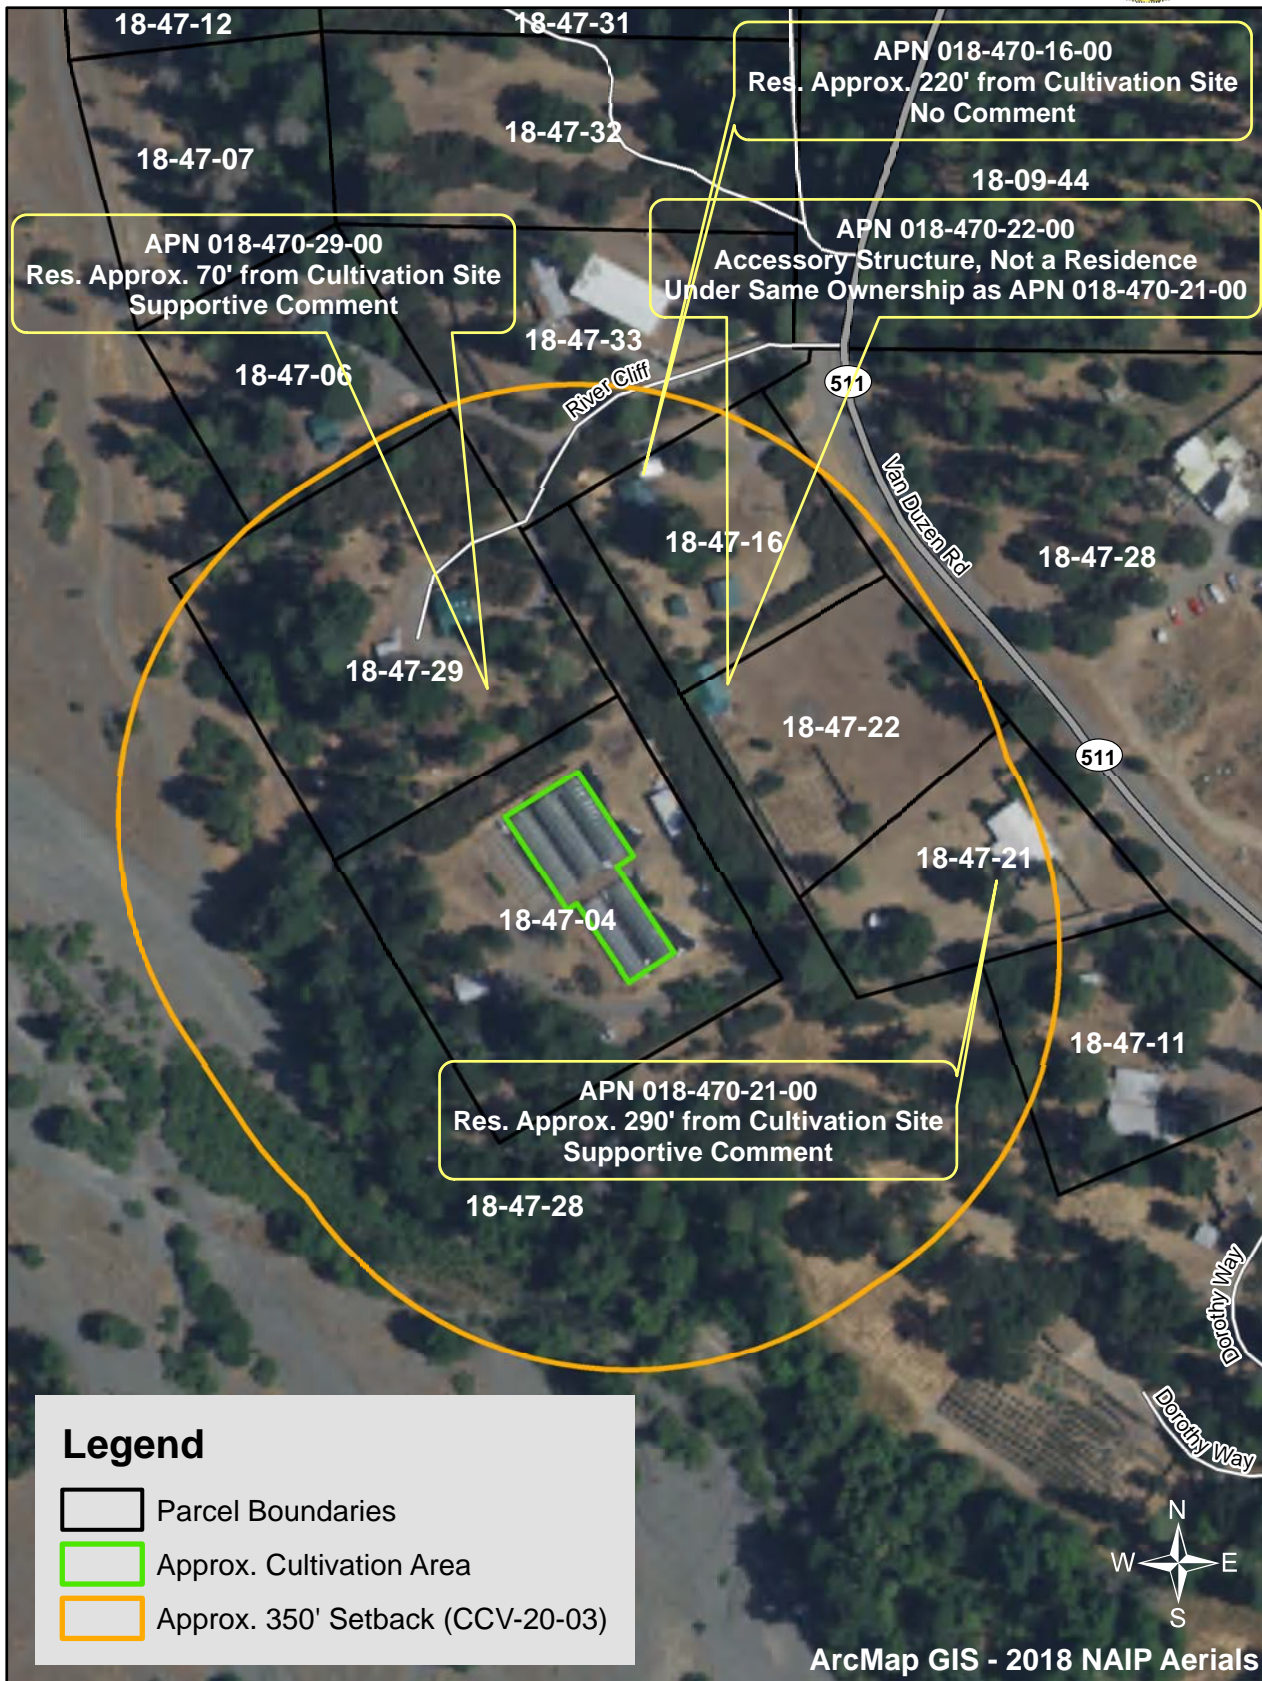 18-47-12
18-47-31
APN 018-470-16-00
Res. Approx. 220' from Cultivation Site
No Comment
18-47-32
18-47-07
18-09-44
APN 018-470-29-00
Res. Approx. 70' from Cultivation Site
Supportive Comment
APN 018-470-22-00
Accessory Structure, Not a Residence
Under Same Ownership as APN 018-470-21-00
18-47-33
18-47-06
River Cliff
511
Van Duzen Rd
18-47-16
18-47-28
18-47-29
18-47-22
511
18-47-21
18-47-04
18-47-11
APN 018-470-21-00
Res. Approx. 290' from Cultivation Site
Supportive Comment
18-47-28
Dorothy Way
Dorothy Way
Legend
Parcel Boundaries
Approx. Cultivation Area
Approx. 350' Setback (CCV-20-03)
N
W E
S
ArcMap GIS - 2018 NAIP Aerials